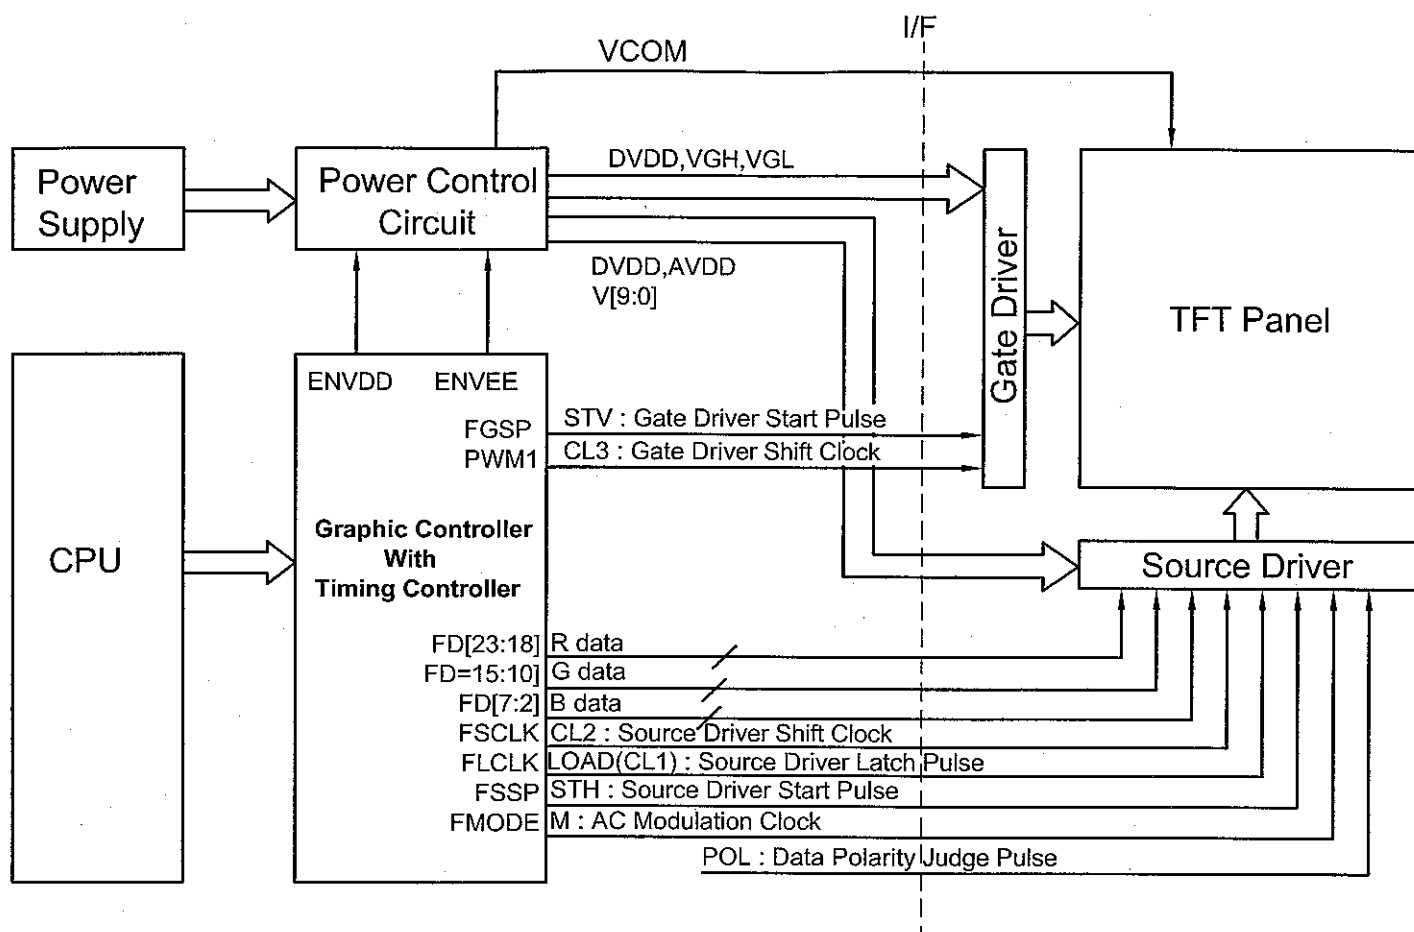 I/F
VCOM
Power
Supply
Power Control
Circuit
DVDD,VGH,VGL
DVDD,AVDD
V[9:0]
Gate Driver
TFT Panel
CPU
ENVDD
ENVEE
FGSP
STV : Gate Driver Start Pulse
PWM1
CL3 : Gate Driver Shift Clock
Graphic Controller
With
Timing Controller
Source Driver
FD[23:18]
R data
FD=15:10]
G data
FD[7:2]
B data
FSCLK
CL2 : Source Driver Shift Clock
FLCLK
LOAD(CL1) : Source Driver Latch Pulse
FSSP
STH : Source Driver Start Pulse
FMODE
M : AC Modulation Clock
POL : Data Polarity Judge Pulse